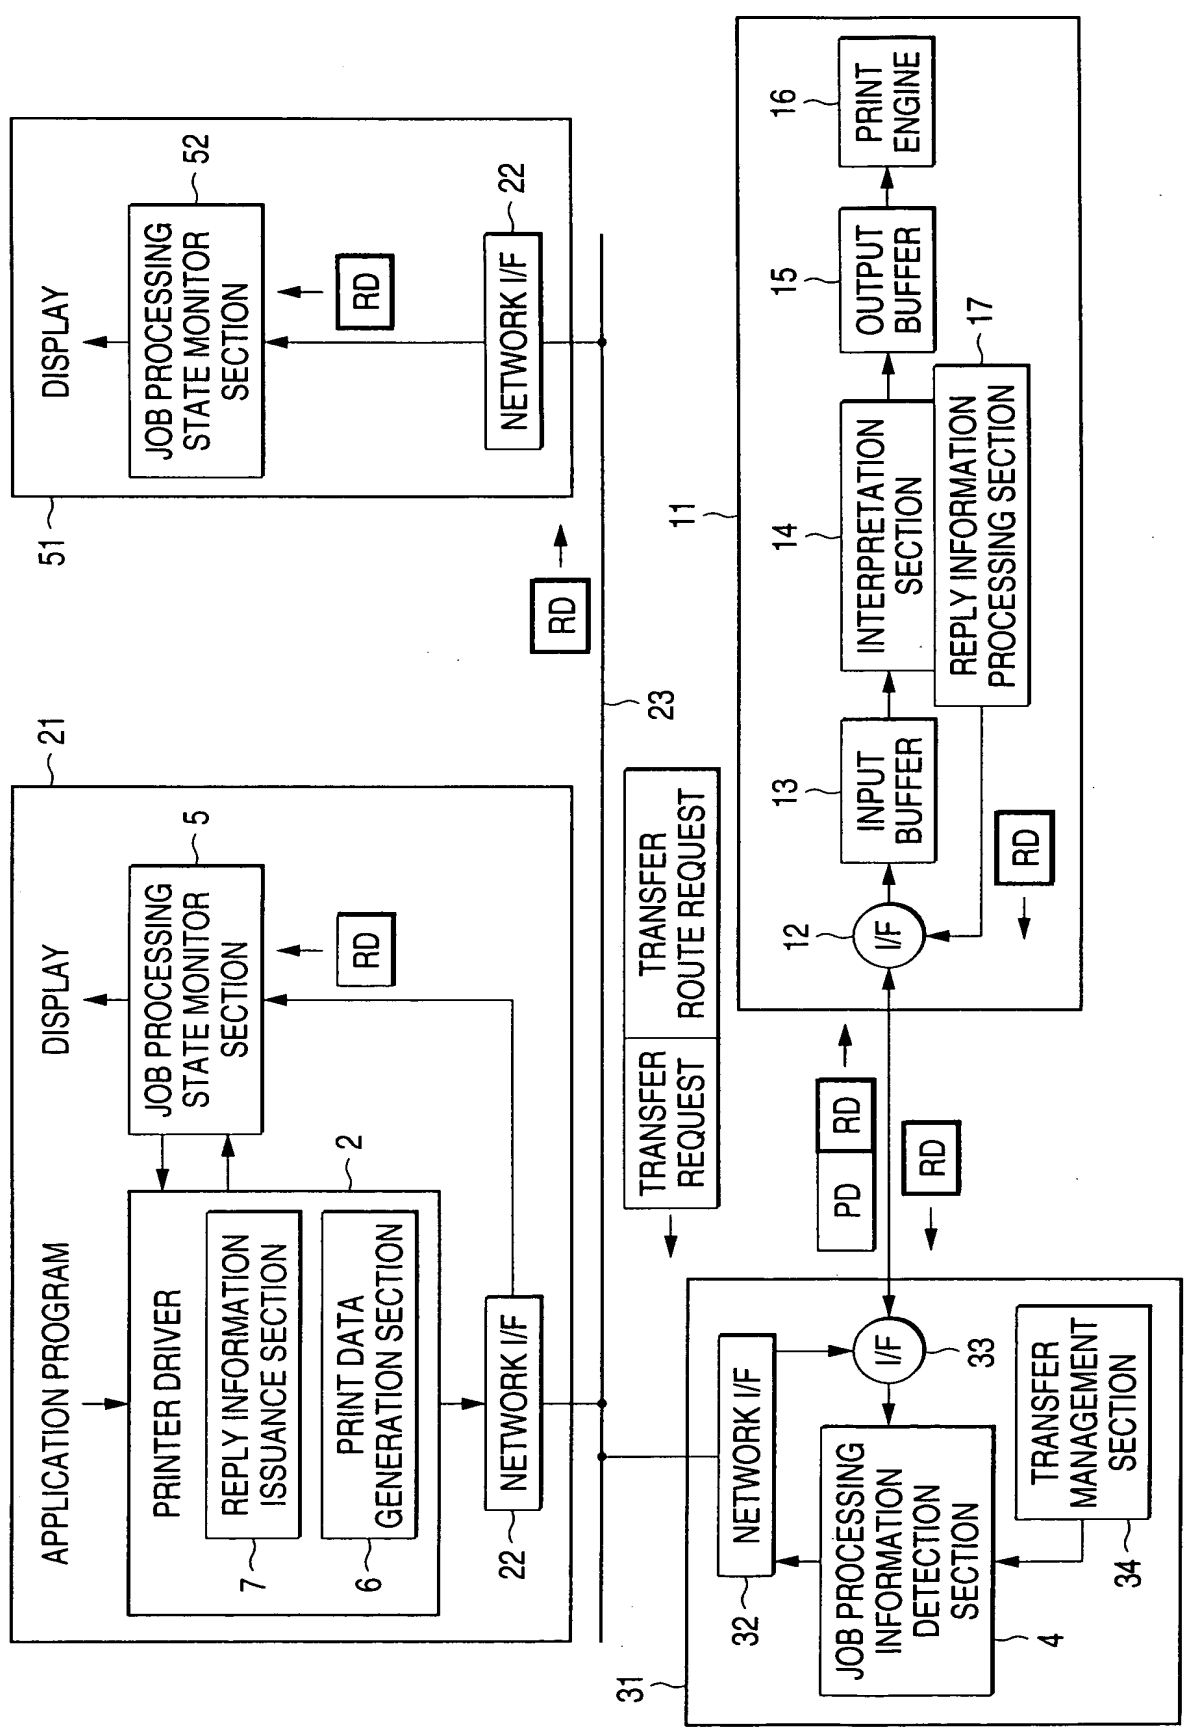 21
APPLICATION PROGRAM
DISPLAY
PRINTER DRIVER
REPLY INFORMATION
ISSUANCE SECTION
7
PRINT DATA
GENERATION SECTION
6
2
JOB PROCESSING
STATE MONITOR
SECTION
5
RD
NETWORK I/F
22
51
DISPLAY
JOB PROCESSING
STATE MONITOR
SECTION
52
RD
NETWORK I/F
22
RD
23
TRANSFER
REQUEST
TRANSFER
ROUTE REQUEST
31
NETWORK I/F
32
I/F
33
JOB PROCESSING
INFORMATION
DETECTION
SECTION
4
TRANSFER
MANAGEMENT
SECTION
34
PD
RD
RD
11
I/F
12
INPUT
BUFFER
13
INTERPRETATION
SECTION
14
OUTPUT
BUFFER
15
PRINT
ENGINE
16
REPLY INFORMATION
PROCESSING SECTION
17
RD